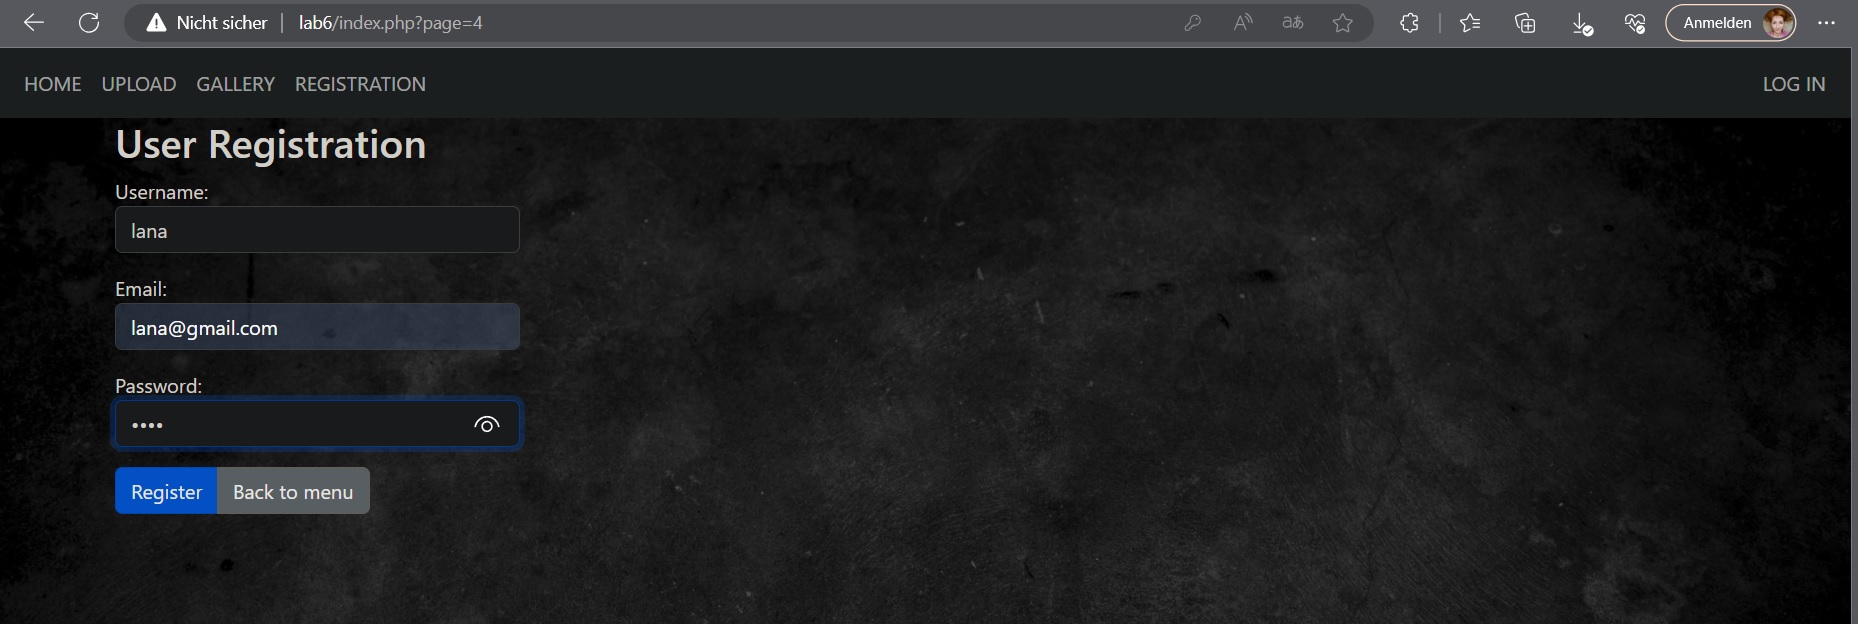 Nicht sicher lab6/index.php?page=4 Anmelden
HOME UPLOAD GALLERY REGISTRATION LOG IN
User Registration
Username:
lana
Email:
lana@gmail.com
Password:
••••
Register Back to menu